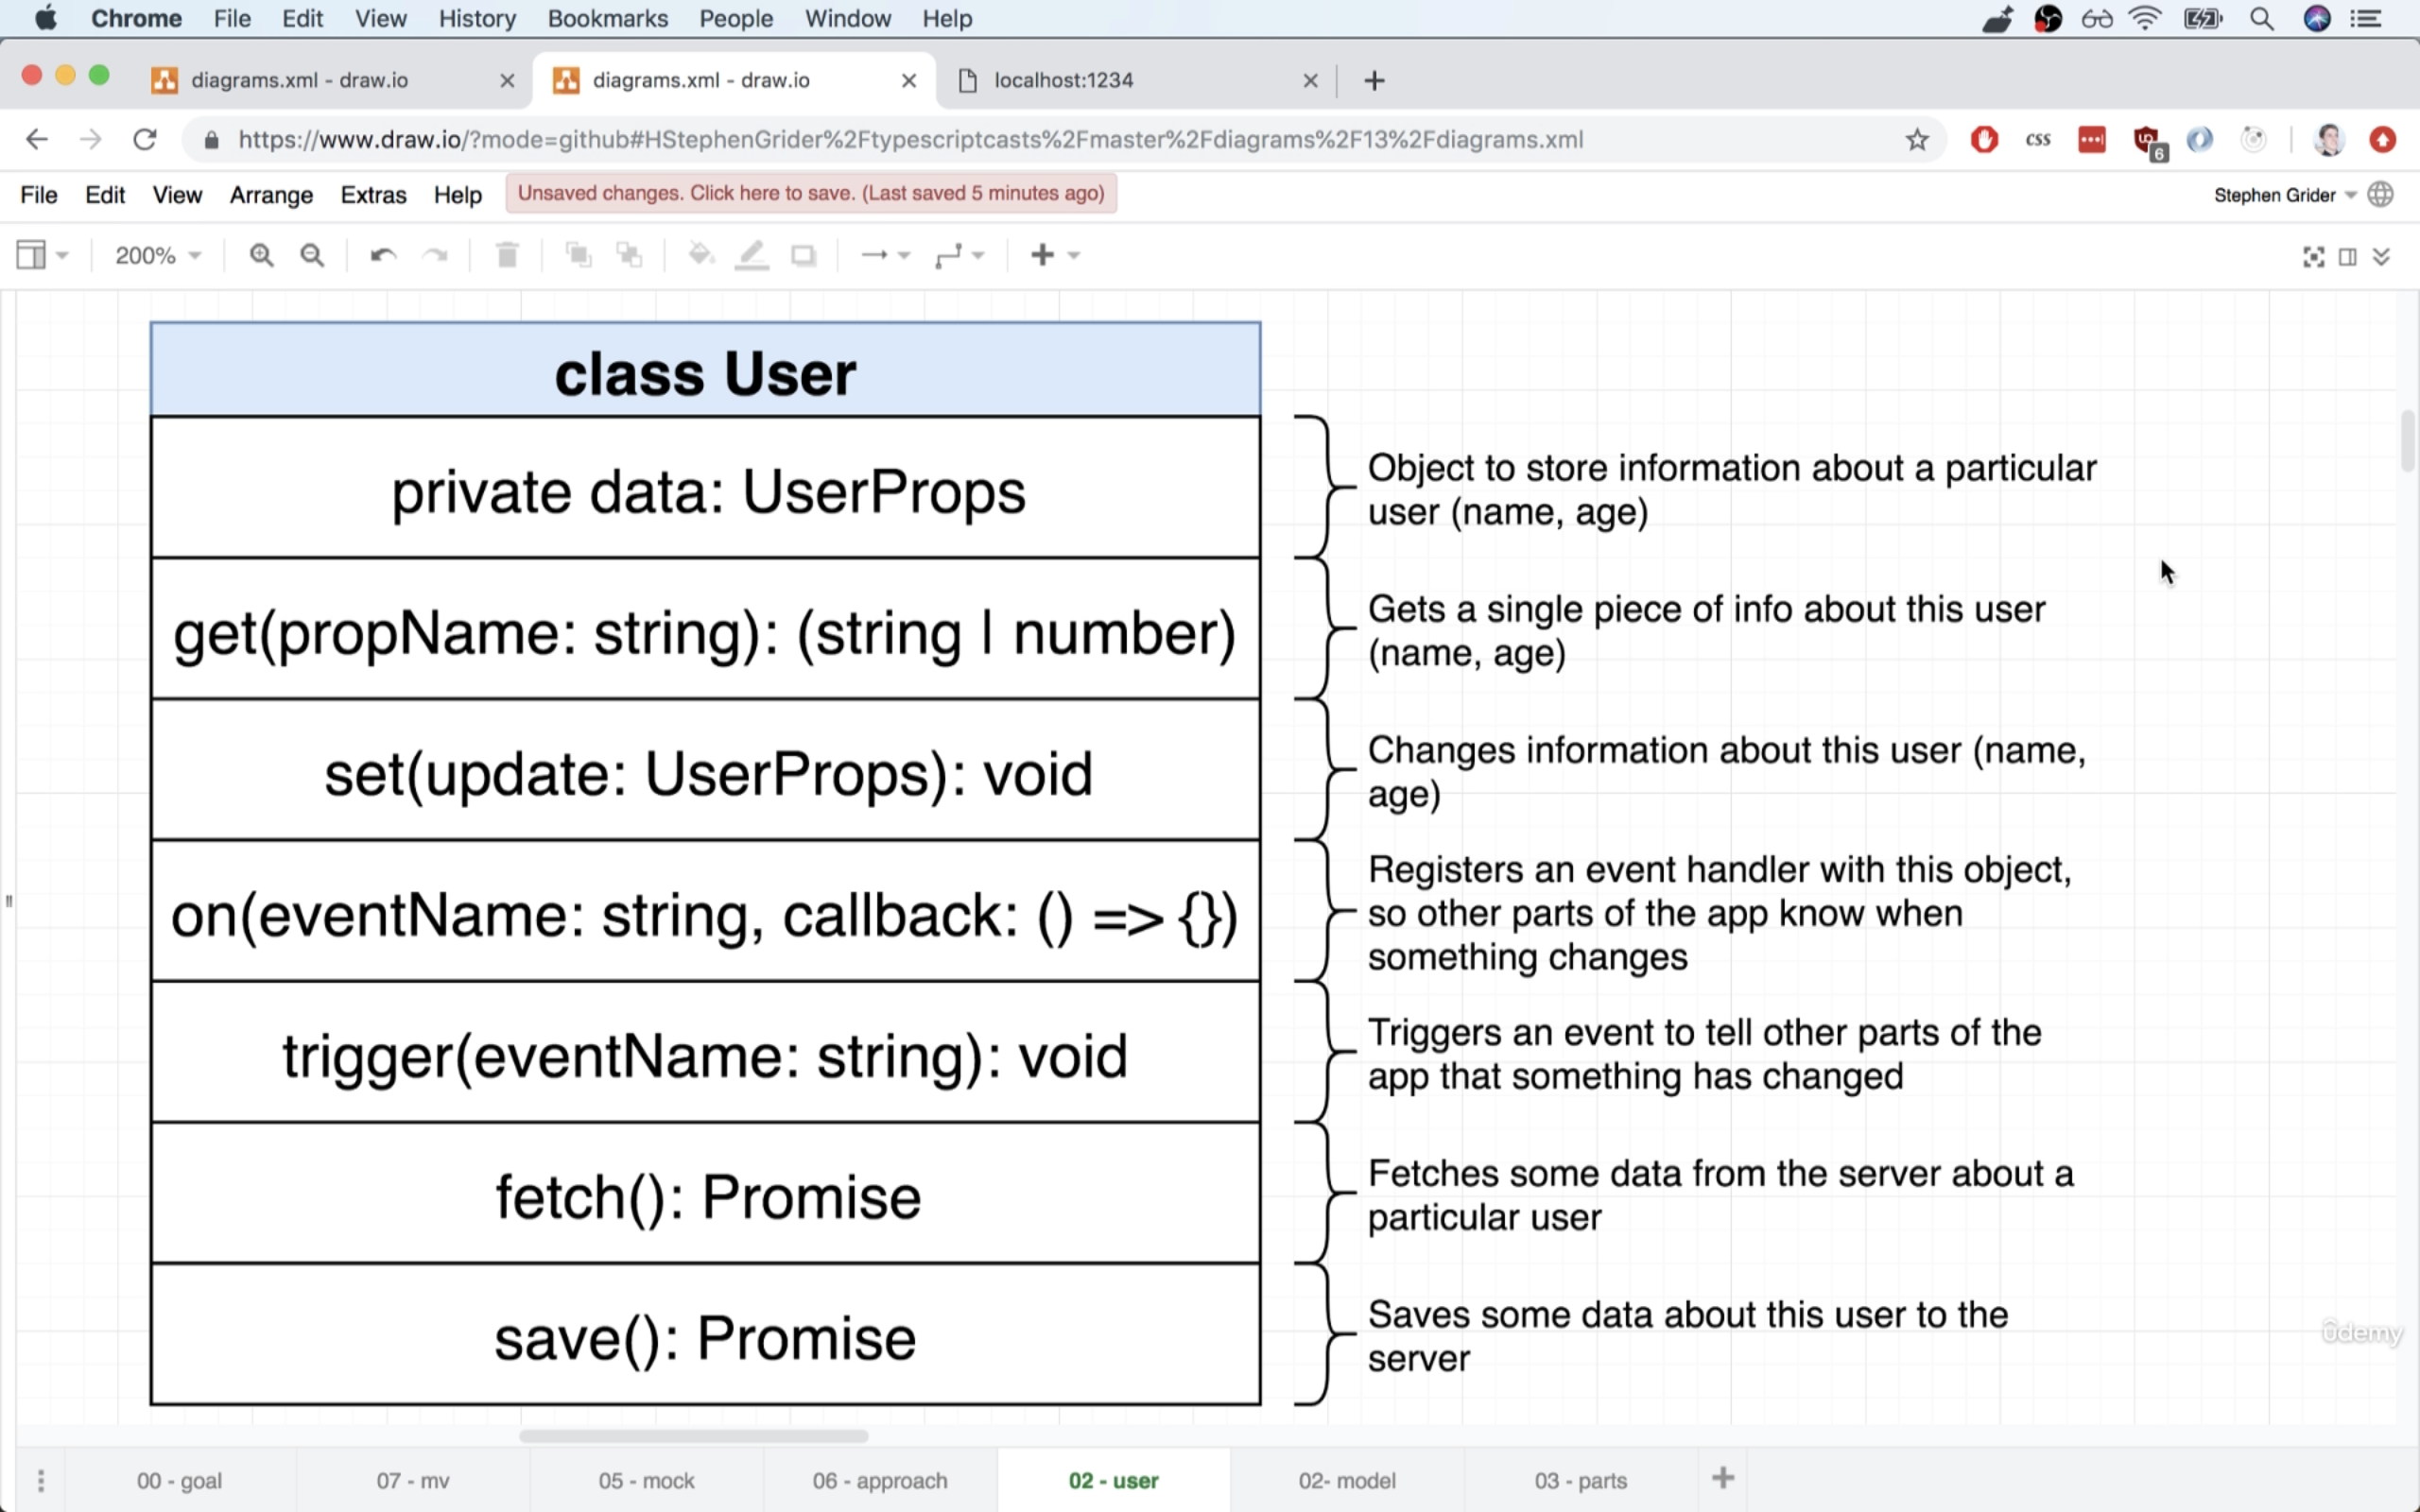 Chrome File Edit View History Bookmarks People Window Help
diagrams.xml - draw.io
diagrams.xml - draw.io
localhost:1234
https://www.draw.io/?mode=github#HStephenGrider%2Ftypescriptcasts%2Fmaster%2Fdiagrams%2F13%2Fdiagrams.xml
css
6
File Edit View Arrange Extras Help
Unsaved changes. Click here to save. (Last saved 5 minutes ago)
Stephen Grider
200%
class User
private data: UserProps
Object to store information about a particular
user (name, age)
get(propName: string): (string | number)
Gets a single piece of info about this user
(name, age)
set(update: UserProps): void
Changes information about this user (name,
age)
on(eventName: string, callback: () => {})
Registers an event handler with this object,
so other parts of the app know when
something changes
trigger(eventName: string): void
Triggers an event to tell other parts of the
app that something has changed
fetch(): Promise
Fetches some data from the server about a
particular user
save(): Promise
Saves some data about this user to the
server
ûdemy
00 - goal
07 - mv
05 - mock
06 - approach
02 - user
02- model
03 - parts